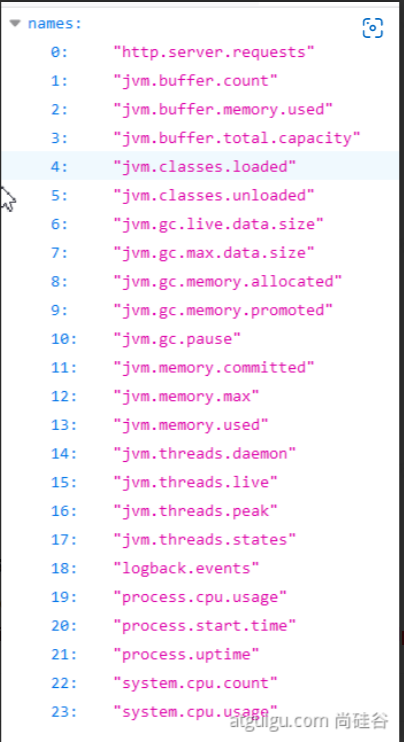 names:
0: "http.server.requests"
1: "jvm.buffer.count"
2: "jvm.buffer.memory.used"
3: "jvm.buffer.total.capacity"
4: "jvm.classes.loaded"
5: "jvm.classes.unloaded"
6: "jvm.gc.live.data.size"
7: "jvm.gc.max.data.size"
8: "jvm.gc.memory.allocated"
9: "jvm.gc.memory.promoted"
10: "jvm.gc.pause"
11: "jvm.memory.committed"
12: "jvm.memory.max"
13: "jvm.memory.used"
14: "jvm.threads.daemon"
15: "jvm.threads.live"
16: "jvm.threads.peak"
17: "jvm.threads.states"
18: "logback.events"
19: "process.cpu.usage"
20: "process.start.time"
21: "process.uptime"
22: "system.cpu.count"
23: "system.cpu.usage"
atguigu.com 尚硅谷